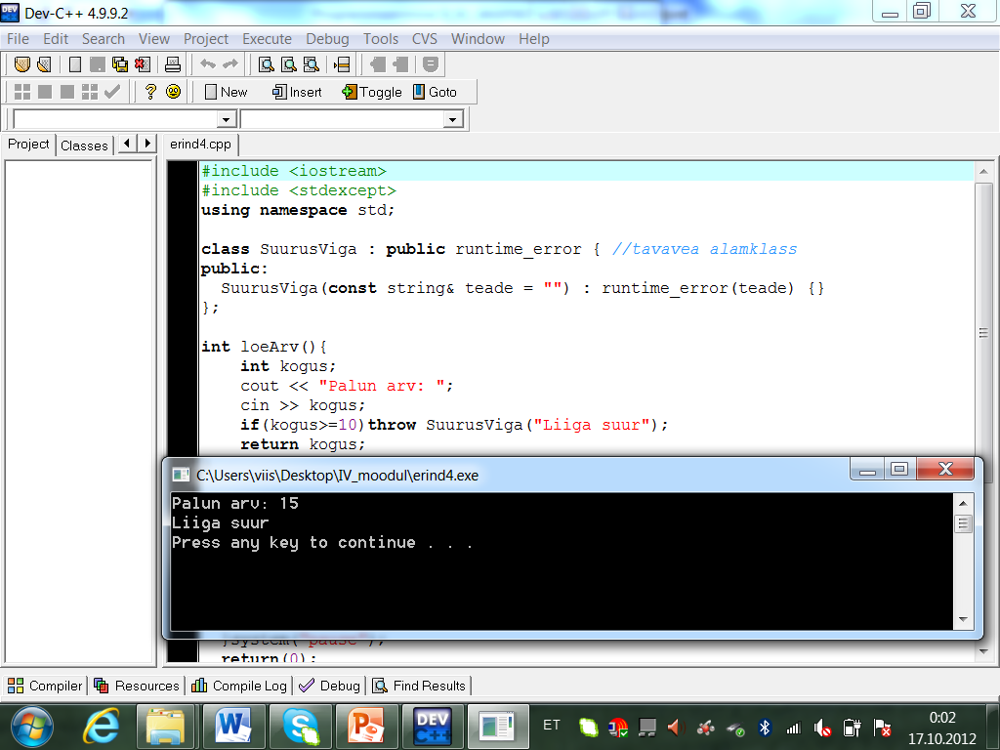 Dev-C++ 4.9.9.2
File Edit Search View Project Execute Debug Tools CVS Window Help
New Insert Toggle Goto
Project Classes erind4.cpp
#include <iostream>
#include <stdexcept>
using namespace std;
class SuurusViga : public runtime_error { //tavavea alamklass
public:
SuurusViga(const string& teade = "") : runtime_error(teade) {}
};
int loeArv(){
int kogus;
cout << "Palun arv: ";
cin >> kogus;
if(kogus>=10)throw SuurusViga("Liiga suur");
return kogus;
C:\Users\viis\Desktop\IV_moodul\erind4.exe
Palun arv: 15
Liiga suur
Press any key to continue . . .
}system("pause");
return(0);
Compiler Resources Compile Log Debug Find Results
ET
0:02
17.10.2012